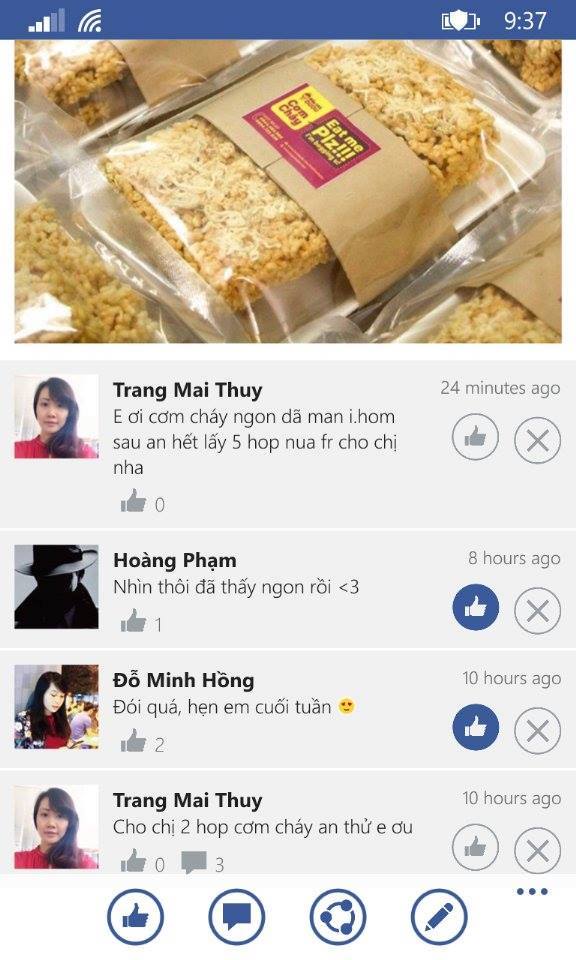 9:37
Cơm
Cháy
Eat me
Plz!!!
I'm begging u!
Trang Mai Thuy
24 minutes ago
E ơi cơm cháy ngon dã man i.hom
sau an hết lấy 5 hop nua fr cho chị
nha
0
Hoàng Phạm
8 hours ago
Nhìn thôi đã thấy ngon rồi <3
1
Đỗ Minh Hồng
10 hours ago
Đói quá, hẹn em cuối tuần 😍
2
Trang Mai Thuy
10 hours ago
Cho chị 2 hop cơm cháy an thử e ơu
0 3